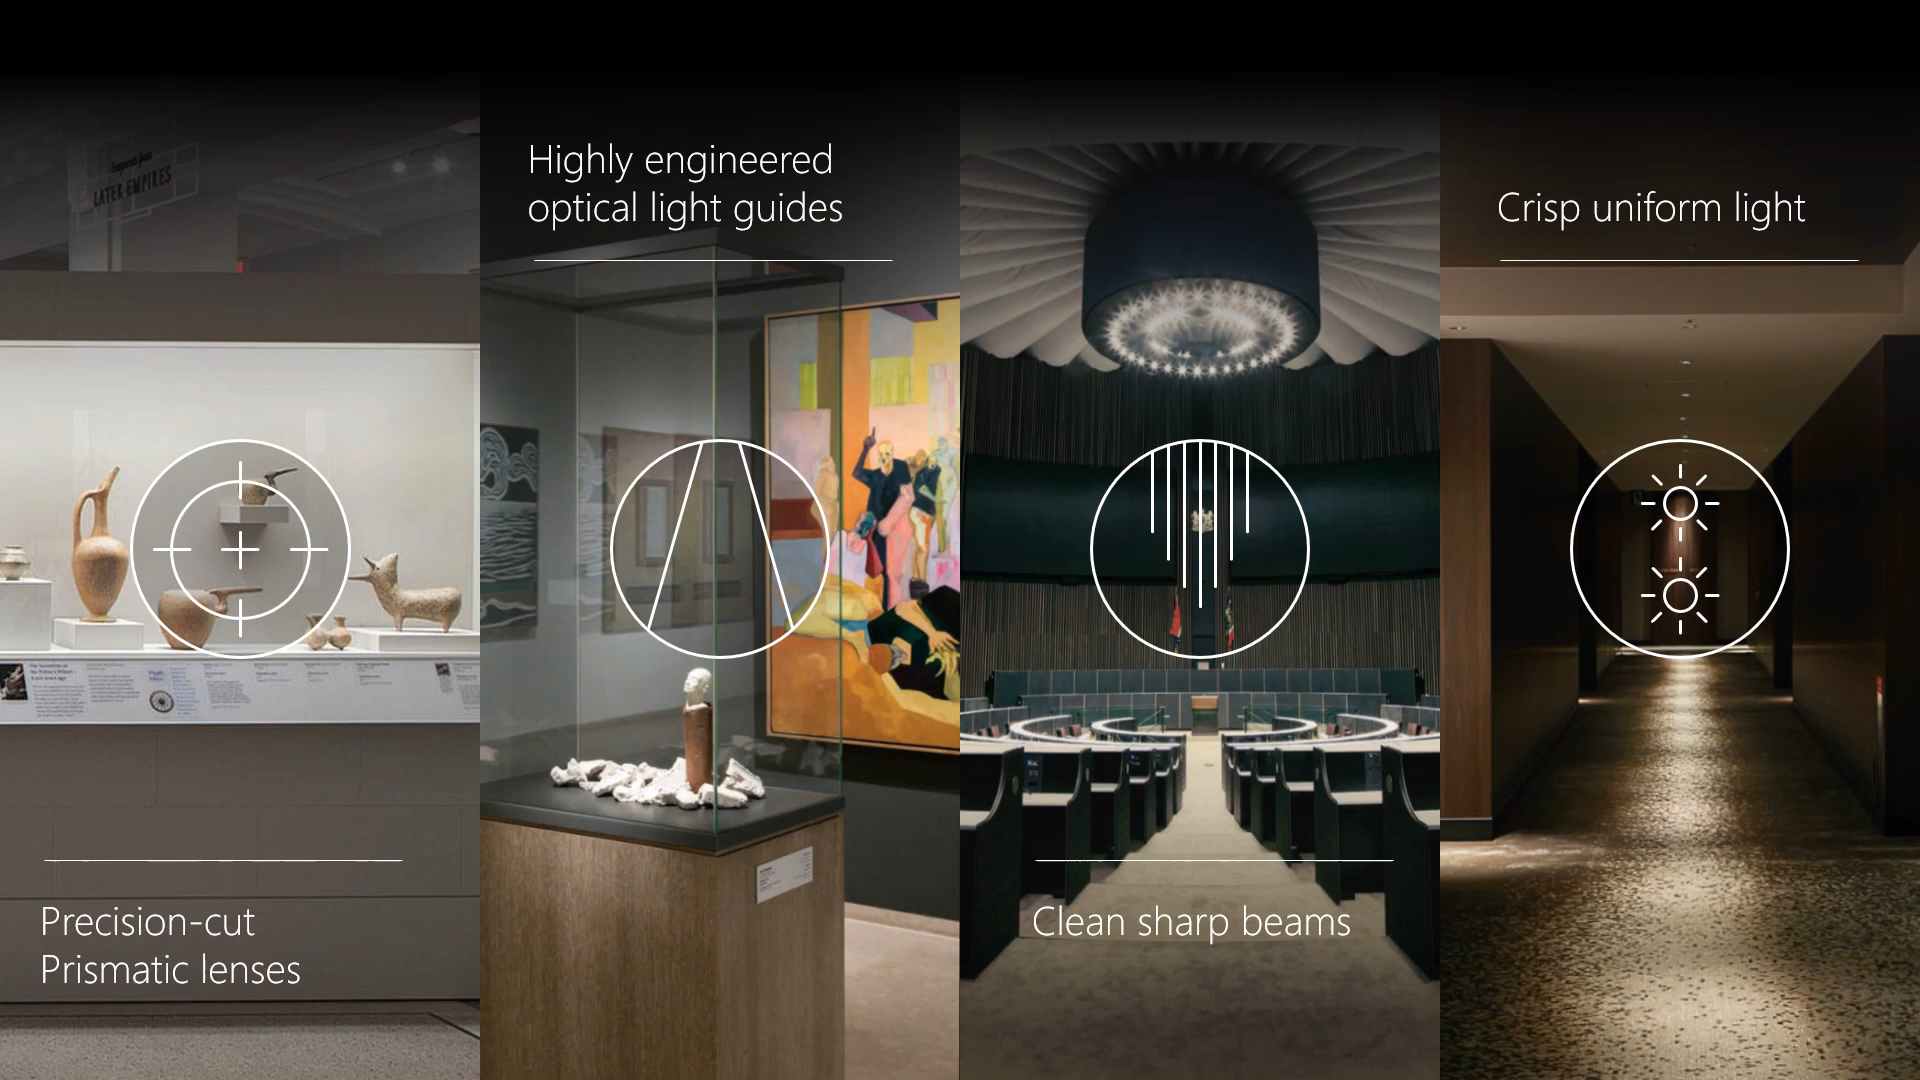 LATER EMPIRES
Highly engineered
optical light guides
Crisp uniform light
Precision-cut
Prismatic lenses
Clean sharp beams